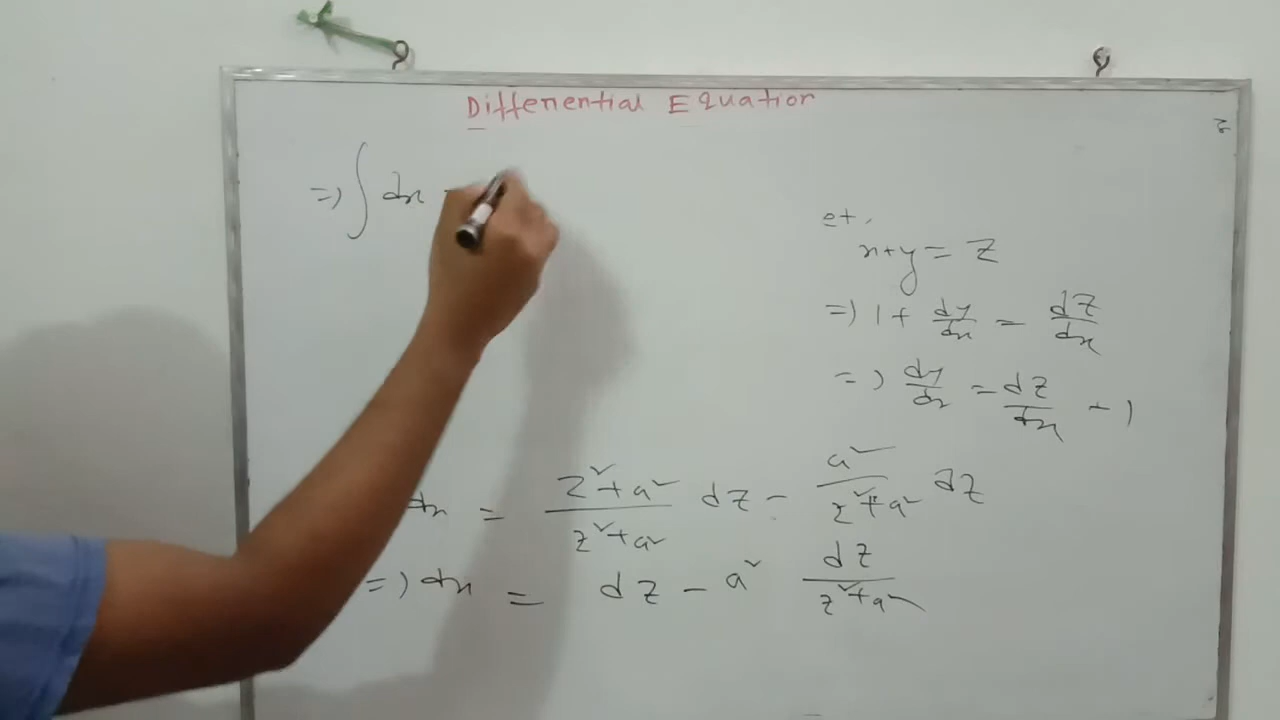 Differential Equation
=> ∫ dx
et,
x+y = z
=> 1 + dy/dx = dz/dx
=> dy/dx = dz/dx - 1
dx = z²+a²/z²+a² dz - a²/z²+a² dz
=> dx = dz - a² dz/z²+a²